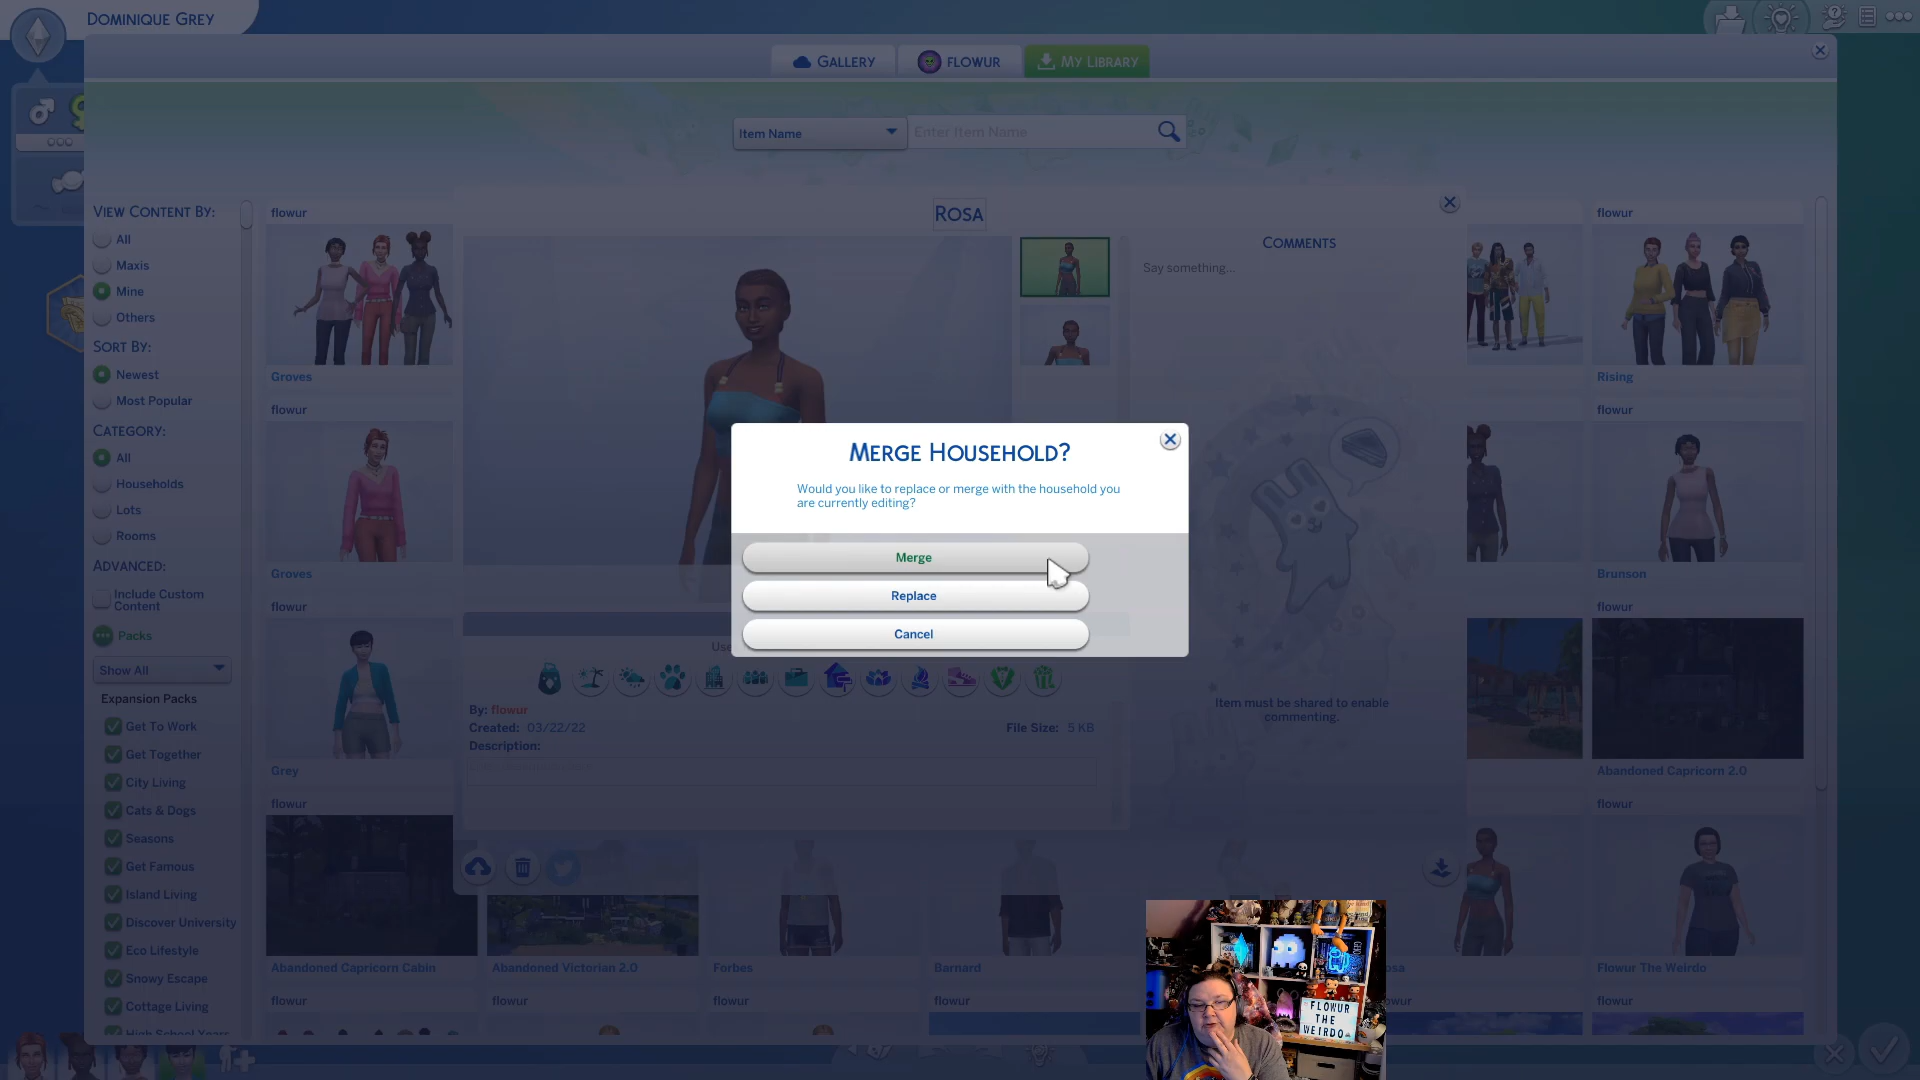 Dominique Grey
Gallery
flowur
My Library
Item Name
Enter Item Name
View Content By:
All
Maxis
Mine
Others
Sort By:
Newest
Most Popular
Category:
All
Households
Lots
Rooms
Advanced:
Include Custom
Content
Packs
Show All
Expansion Packs
Get To Work
Get Together
City Living
Cats & Dogs
Seasons
Get Famous
Island Living
Discover University
Eco Lifestyle
Snowy Escape
Cottage Living
High School Years
flowur
Groves
flowur
Groves
flowur
Grey
flowur
Abandoned Capricorn Cabin
flowur
Rosa
Comments
Say something...
Merge Household?
Would you like to replace or merge with the household you
are currently editing?
Merge
Replace
Cancel
By: flowur
Created: 03/22/22
File Size: 5 KB
Description:
Item must be shared to enable
commenting.
flowur
Rising
flowur
Brunson
flowur
Abandoned Capricorn 2.0
flowur
Abandoned Victorian 2.0
Forbes
Barnard
Flowur The Weirdo
flowur
flowur
flowur
flowur
FLOWUR
THE
WEIRDO